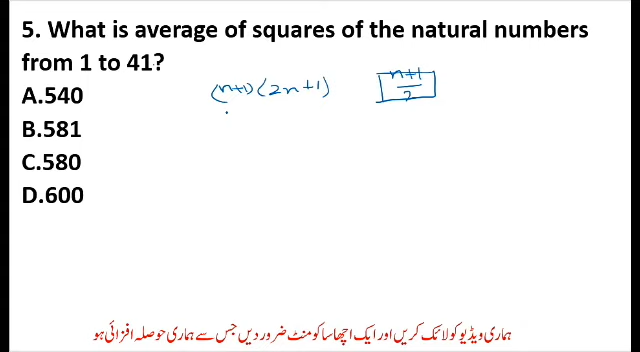 5. What is average of squares of the natural numbers
from 1 to 41?
(n+1)(2n+1) n+1/2
A.540
B.581
C.580
D.600
ہماری ویڈیو کو لائک کریں اور ایک اچھا سا کومنٹ ضرور دیں جس سے ہماری حوصلہ افزائی ہو